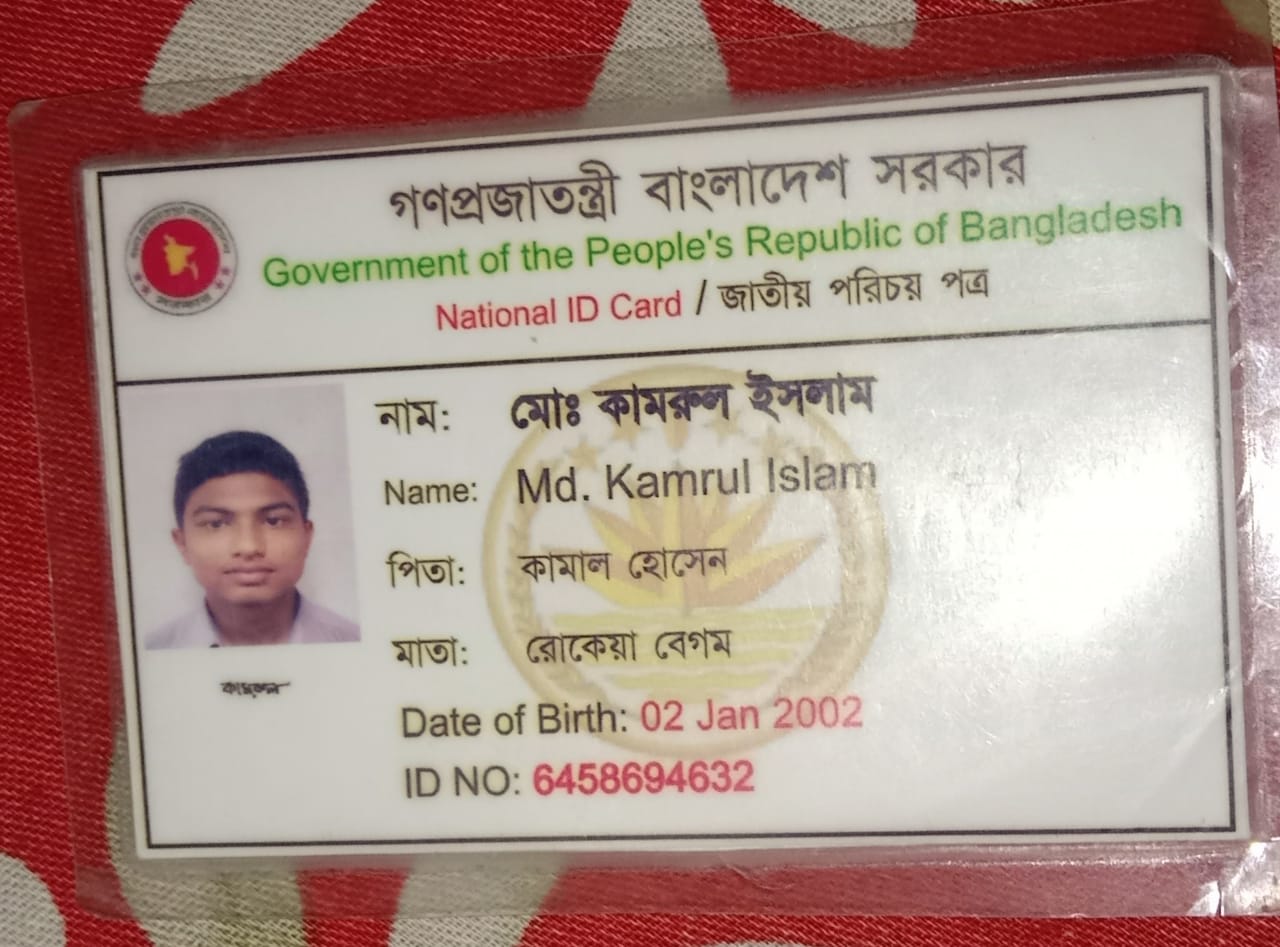 গণপ্রজাতন্ত্রী বাংলাদেশ সরকার
Government of the People's Republic of Bangladesh
National ID Card / জাতীয় পরিচয় পত্র
নাম: মোঃ কামরুল ইসলাম
Name: Md. Kamrul Islam
পিতা: কামাল হোসেন
মাতা: রোকেয়া বেগম
কামরুল
Date of Birth: 02 Jan 2002
ID NO: 6458694632